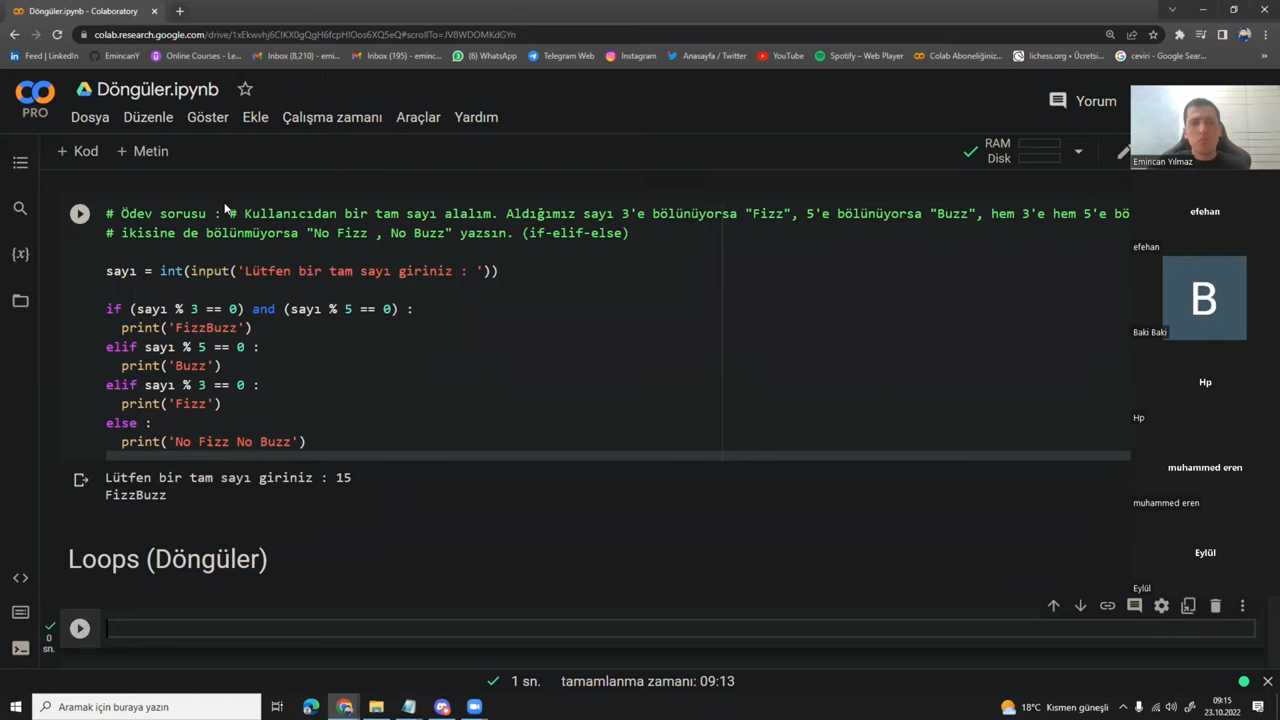 Döngüler.ipynb - Colaboratory
colab.research.google.com/drive/1xEkwvhj6ClKX0gQgH6fcpHIOos6XQ5eQ#scrollTo=JV8WDOMKdGYn
Feed | LinkedIn
EmincanY
Online Courses - Le...
Inbox (8,210) - eminc...
Inbox (195) - eminc...
(6) WhatsApp
Telegram Web
Instagram
Anasayfa / Twitter
YouTube
Spotify – Web Player
Colab Aboneliğiniz...
lichess.org • Ücretsi...
ceviri - Google Sear...
PRO
Döngüler.ipynb
Dosya Düzenle Göster Ekle Çalışma zamanı Araçlar Yardım
Yorum
+ Kod + Metin
RAM
Disk
Emincan Yılmaz
# Ödev sorusu : # Kullanıcıdan bir tam sayı alalım. Aldığımız sayı 3'e bölünüyorsa "Fizz", 5'e bölünüyorsa "Buzz", hem 3'e hem 5'e bö
# ikisine de bölünmüyorsa "No Fizz , No Buzz" yazsın. (if-elif-else)
sayı = int(input('Lütfen bir tam sayı giriniz : '))
if (sayı % 3 == 0) and (sayı % 5 == 0) :
print('FizzBuzz')
elif sayı % 5 == 0 :
print('Buzz')
elif sayı % 3 == 0 :
print('Fizz')
else :
print('No Fizz No Buzz')
Lütfen bir tam sayı giriniz : 15
FizzBuzz
Loops (Döngüler)
0
sn.
efehan
efehan
B
Baki Baki
Hp
Hp
muhammed eren
muhammed eren
Eylül
Eylül
1 sn. tamamlanma zamanı: 09:13
Aramak için buraya yazın
18°C Kısmen güneşli
09:15
23.10.2022